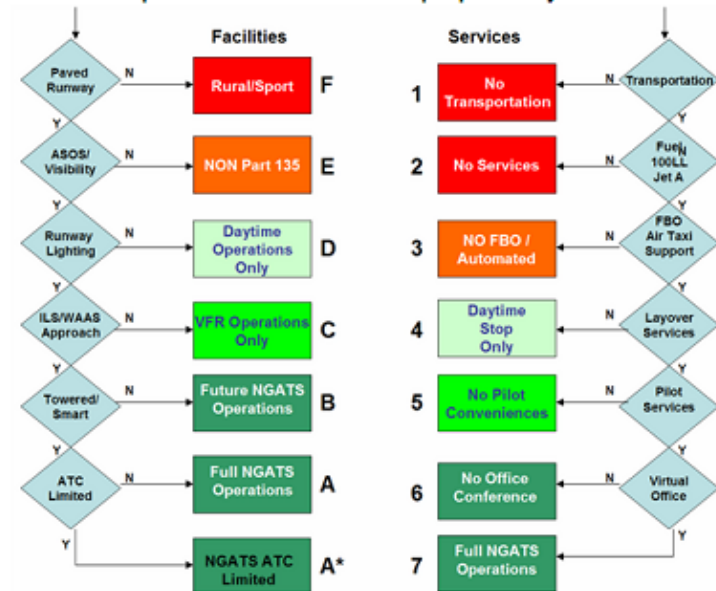 Facilities
Services
Paved
Runway
N
Rural/Sport
F
1
No
Transportation
N
Transportation
Y
Y
ASOS/
Visibility
N
NON Part 135
E
2
No Services
N
Fuel
N
100LL
Jet A
Y
Y
Runway
Lighting
N
Daytime
Operations
Only
D
3
NO FBO /
Automated
N
FBO
Air Taxi
Support
Y
Y
ILS/WAAS
Approach
N
VFR Operations
Only
C
4
Daytime
Stop
Only
N
Layover
Services
Y
Y
Towered/
Smart
N
Future NGATS
Operations
B
5
No Pilot
Conveniences
N
Pilot
Services
Y
Y
ATC
Limited
N
Full NGATS
Operations
A
6
No Office
Conference
N
Virtual
Office
Y
Y
NGATS ATC
Limited
A*
7
Full NGATS
Operations